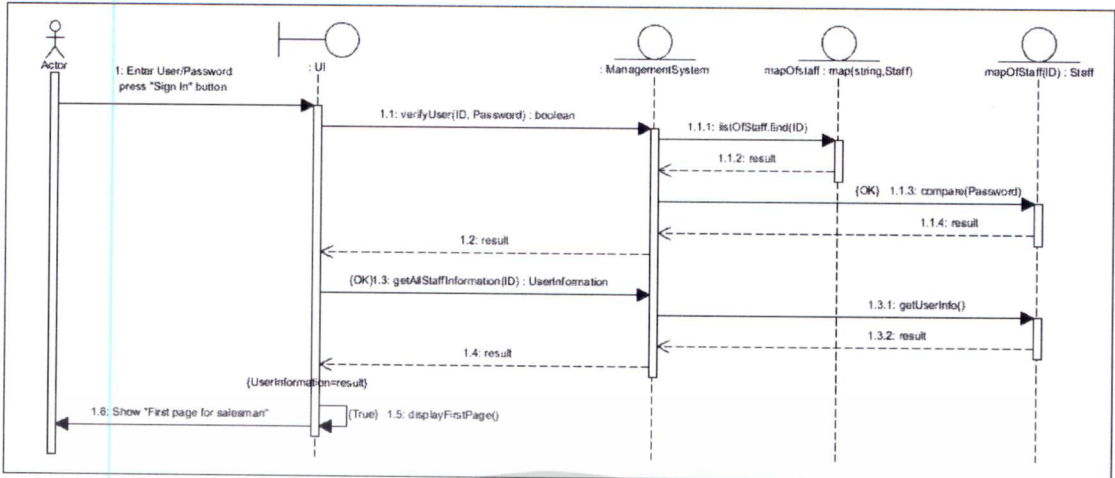 Actor
: UI
: ManagementSystem
mapOfstaff : map(string,Staff)
mapOfStaff(ID) : Staff
1: Enter User/Password
press "Sign In" button
1.1: verifyUser(ID, Password) : boolean
1.1.1: listOfStaff.find(ID)
1.1.2: result
{OK} 1.1.3: compare(Password)
1.1.4: result
1.2: result
{OK}1.3: getAllStaffInformation(ID) : UserInformation
1.3.1: getUserInfo()
1.3.2: result
1.4: result
{UserInformation=result}
{True} 1.5: displayFirstPage()
1.6: Show "First page for salesman"